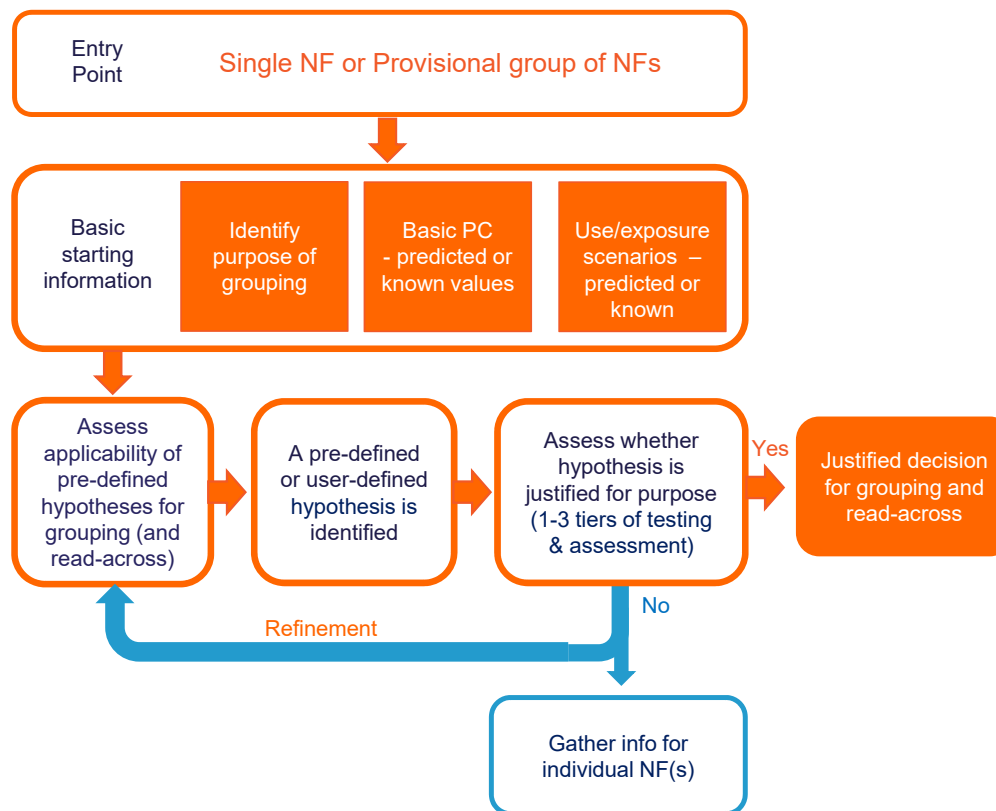 Entry
Point
Single NF or Provisional group of NFs
Basic
starting
information
Identify
purpose of
grouping
Basic PC
- predicted or
known values
Use/exposure
scenarios –
predicted or
known
Assess
applicability of
pre-defined
hypotheses for
grouping (and
read-across)
A pre-defined
or user-defined
hypothesis is
identified
Assess whether
hypothesis is
justified for purpose
(1-3 tiers of testing
& assessment)
Yes
Justified decision
for grouping and
read-across
No
Refinement
Gather info for
individual NF(s)